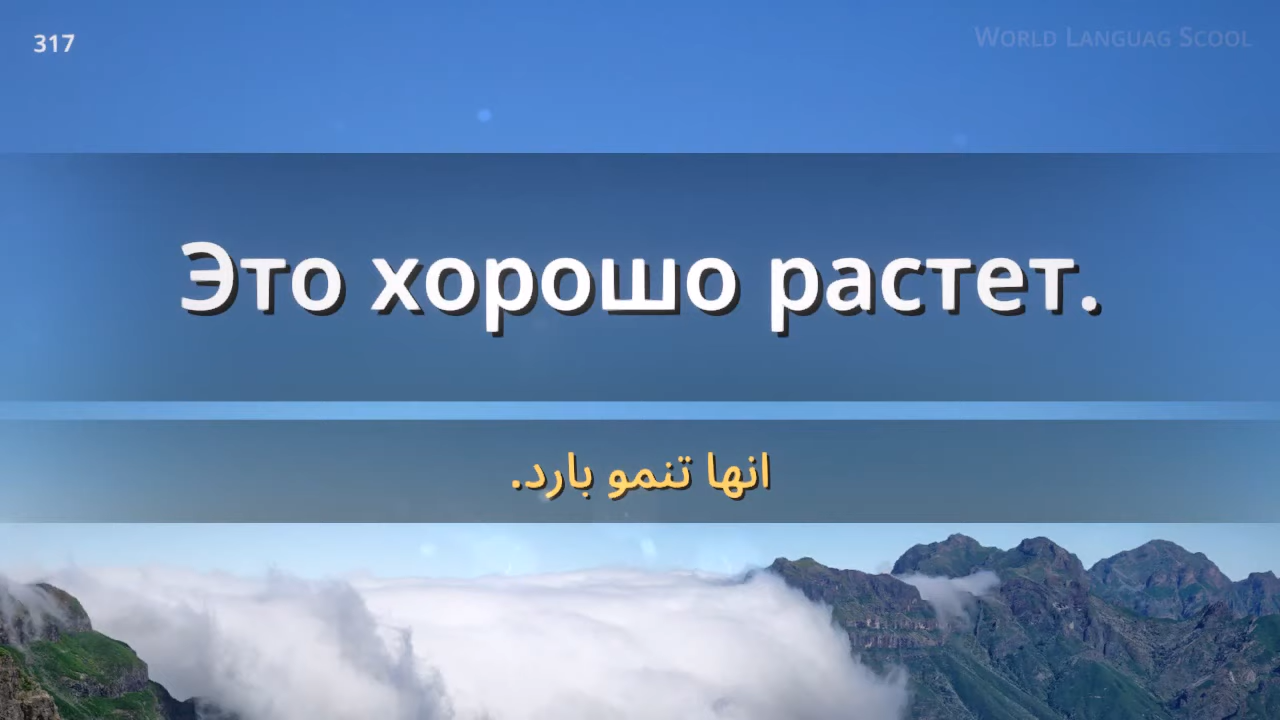 317
World Languag Scool
Это хорошо растет.
انها تنمو بارد.